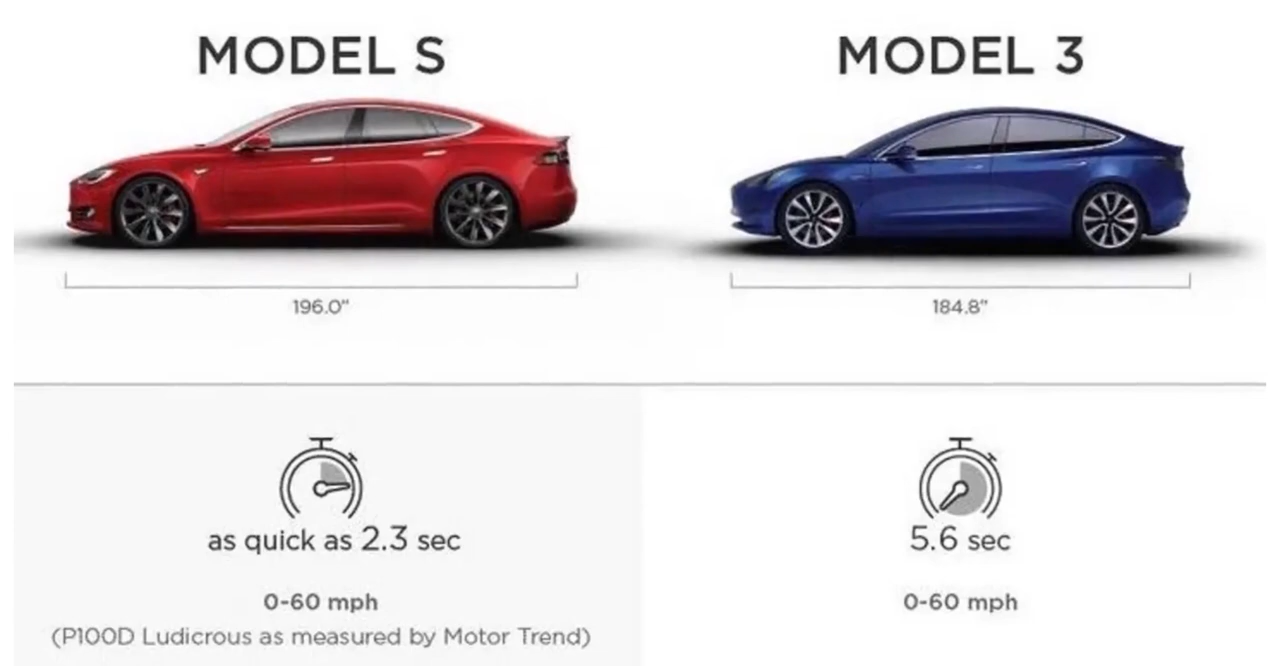 MODEL S
196.0"
MODEL 3
184.8"
as quick as 2.3 sec
0-60 mph
(P100D Ludicrous as measured by Motor Trend)
5.6 sec
0-60 mph